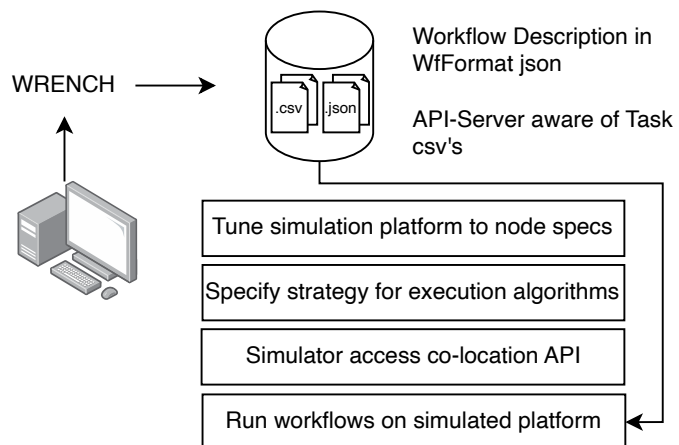 Workflow Description in
WfFormat json
WRENCH
.csv
.json
API-Server aware of Task
csv's
Tune simulation platform to node specs
Specify strategy for execution algorithms
Simulator access co-location API
Run workflows on simulated platform